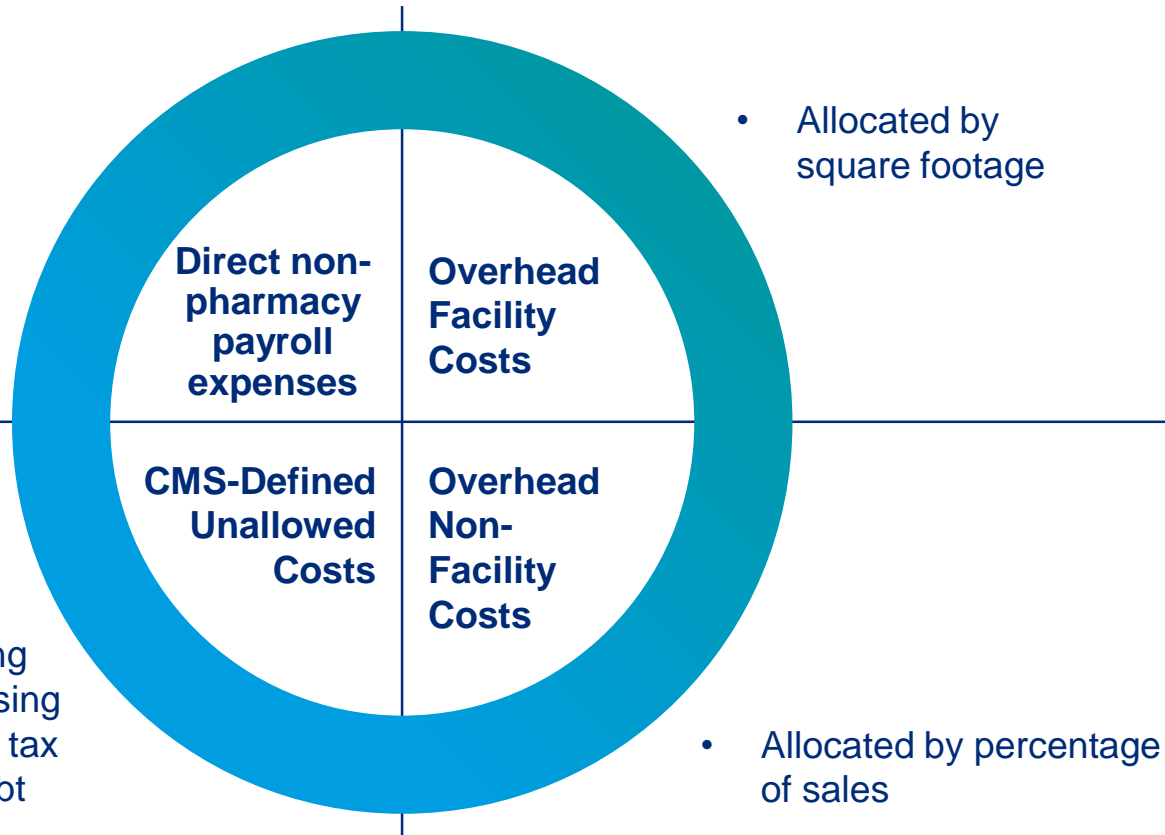 • Allocated by
square footage
Direct non-
pharmacy
payroll
expenses
Overhead
Facility
Costs
CMS-Defined
Unallowed
Costs
Overhead
Non-
Facility
Costs
tax
• Allocated by percentage
of sales